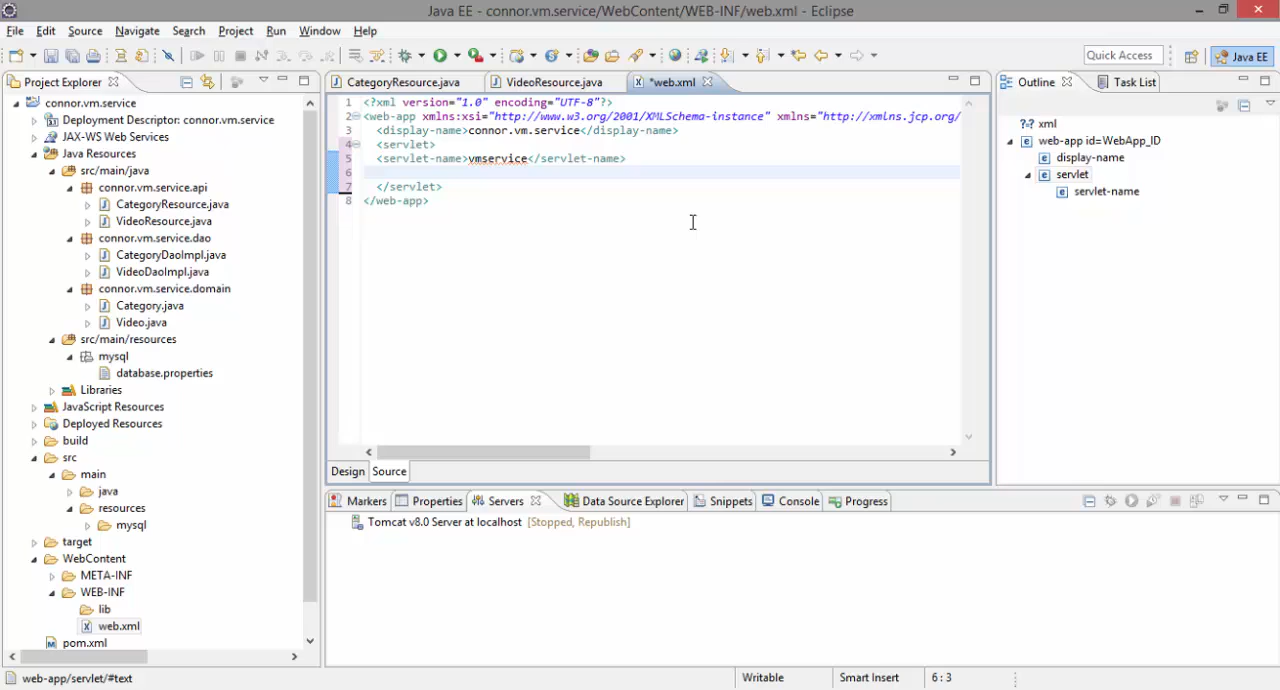 Java EE - connor.vm.service/WebContent/WEB-INF/web.xml - Eclipse
File Edit Source Navigate Search Project Run Window Help
Quick Access
Java EE
Project Explorer
CategoryResource.java
VideoResource.java
*web.xml
Outline
Task List
connor.vm.service
Deployment Descriptor: connor.vm.service
JAX-WS Web Services
Java Resources
src/main/java
connor.vm.service.api
CategoryResource.java
VideoResource.java
connor.vm.service.dao
CategoryDaoImpl.java
VideoDaoImpl.java
connor.vm.service.domain
Category.java
Video.java
src/main/resources
mysql
database.properties
Libraries
JavaScript Resources
Deployed Resources
build
src
main
java
resources
mysql
target
WebContent
META-INF
WEB-INF
lib
web.xml
pom.xml
1 <?xml version="1.0" encoding="UTF-8"?>
2 <web-app xmlns:xsi="http://www.w3.org/2001/XMLSchema-instance" xmlns="http://xmlns.jcp.org/
3 <display-name>connor.vm.service</display-name>
4 <servlet>
5 <servlet-name>vmservice</servlet-name>
6
7 </servlet>
8 </web-app>
Design Source
xml
web-app id=WebApp_ID
display-name
servlet
servlet-name
Markers Properties Servers Data Source Explorer Snippets Console Progress
Tomcat v8.0 Server at localhost [Stopped, Republish]
web-app/servlet/#text
Writable
Smart Insert
6 : 3